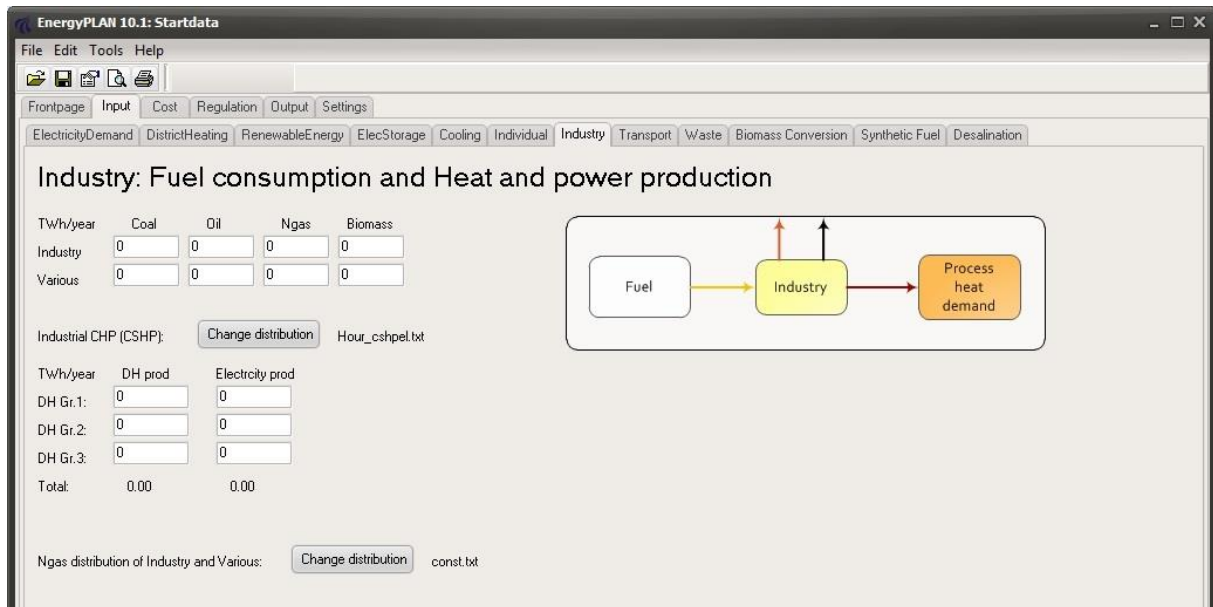 EnergyPLAN 10.1: Startdata
File Edit Tools Help
Frontpage Input Cost Regulation Output Settings
ElectricityDemand DistrictHeating RenewableEnergy ElecStorage Cooling Individual Industry Transport Waste Biomass Conversion Synthetic Fuel Desalination
Industry: Fuel consumption and Heat and power production
TWh/year Coal Oil Ngas Biomass
Industry 0 0 0 0
Various 0 0 0 0
Fuel Industry Process heat demand
Industrial CHP (CSHP): Change distribution Hour_cshpel.txt
TWh/year DH prod Electrcity prod
DH Gr.1: 0 0
DH Gr.2: 0 0
DH Gr.3: 0 0
Total: 0.00 0.00
Ngas distribution of Industry and Various: Change distribution const.txt